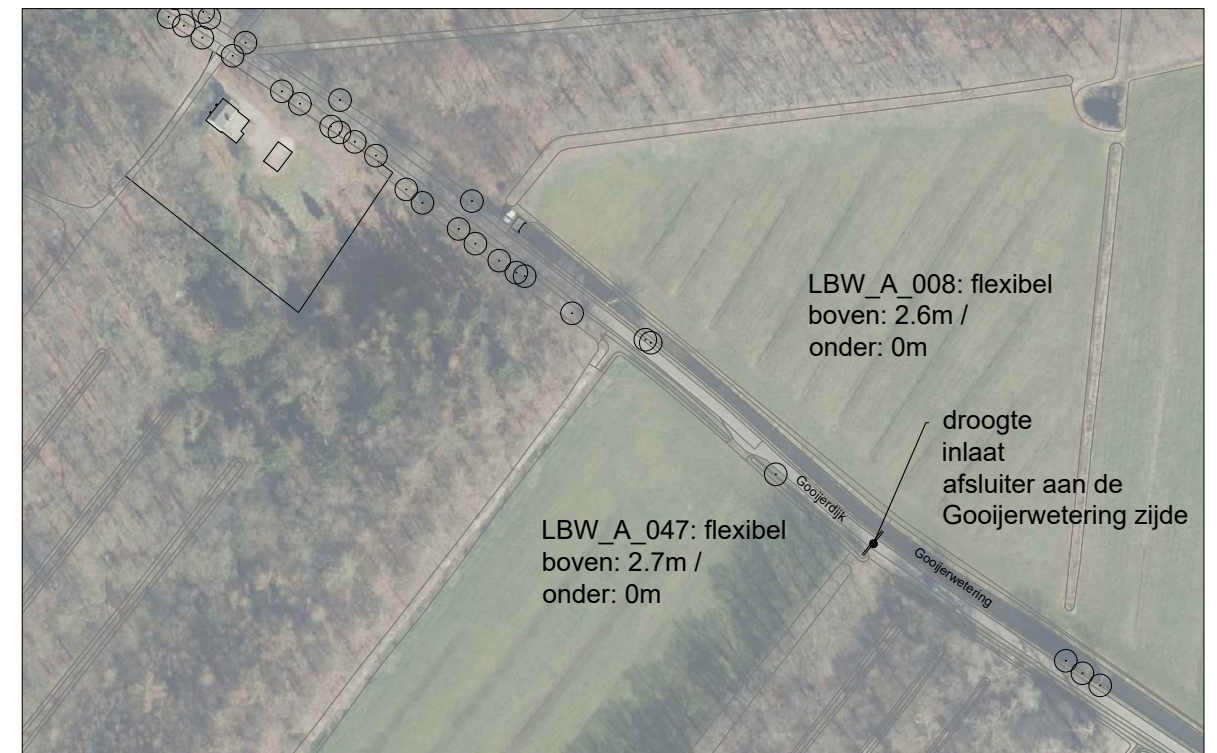 LBW_A_008: flexibel
boven: 2.6m /
onder: 0m
droogte
inlaat
afsluiter aan de
Gooijerwetering zijde
Gooijerdijk
LBW_A_047: flexibel
boven: 2.7m /
onder: 0m
Gooijerwetering